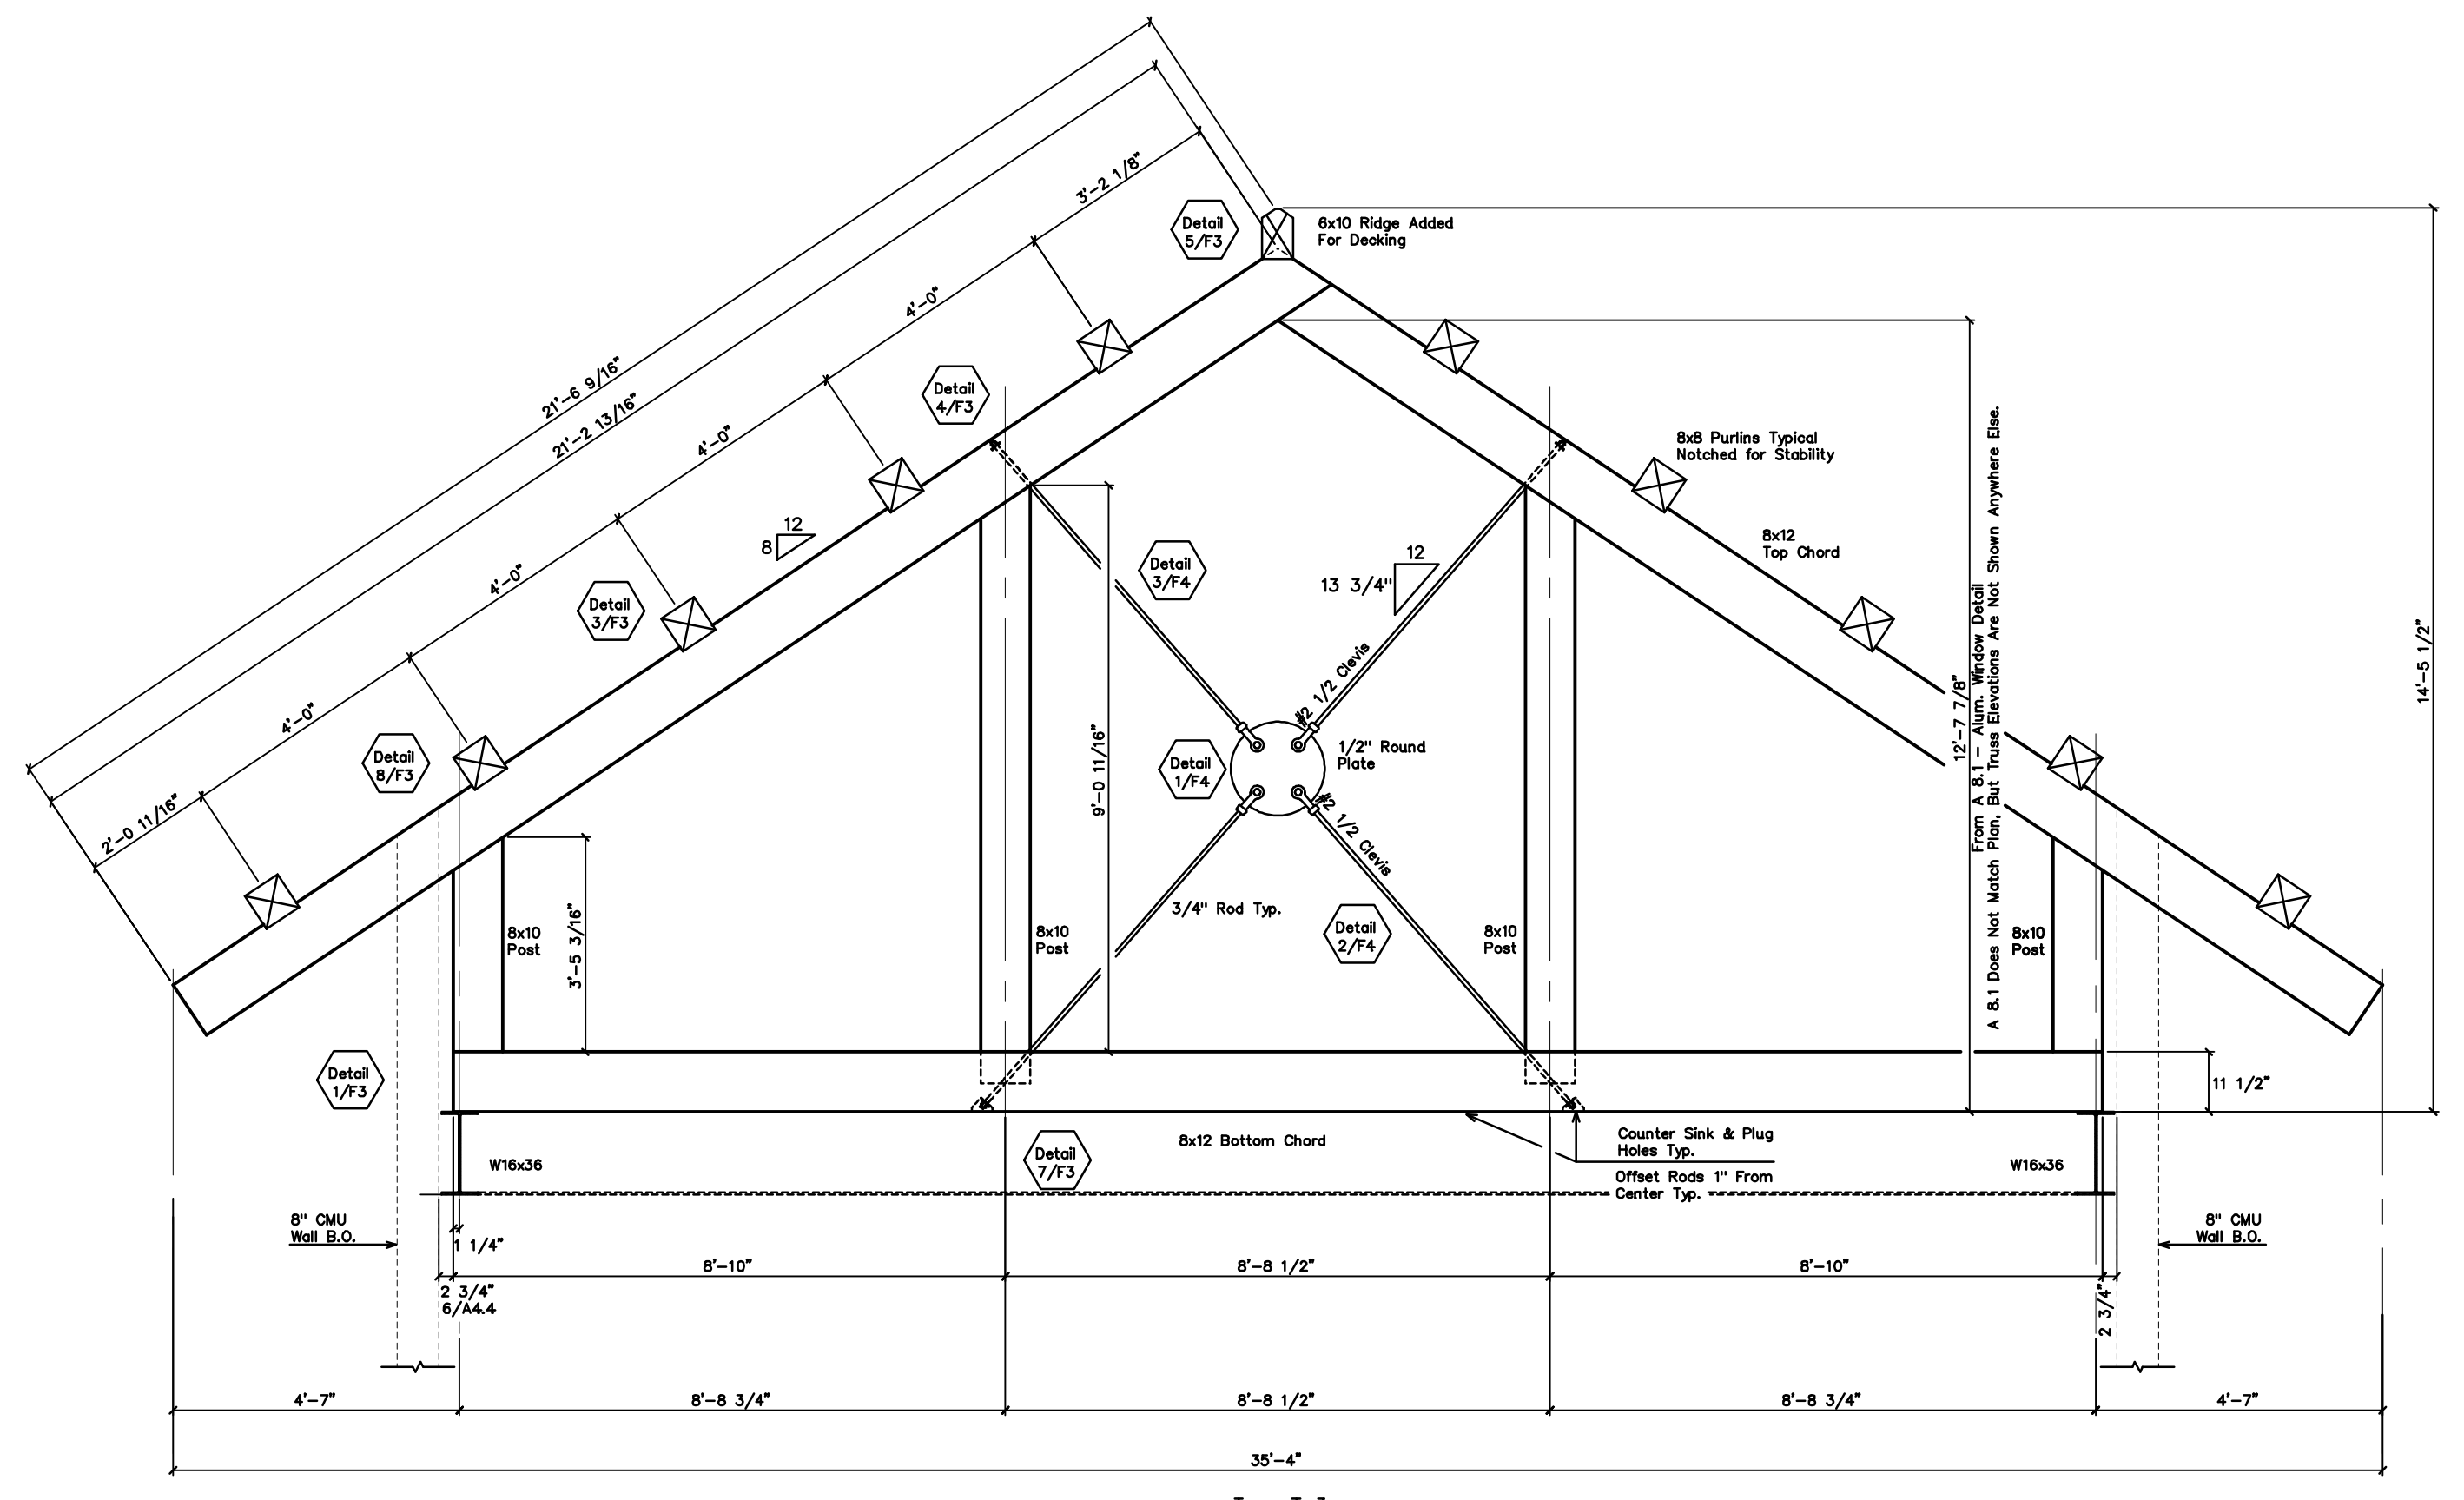 Detail
5/F3
6x10 Ridge Added
For Decking
3'-2 1/8"
4'-0"
21'-6 9/16"
21'-2 13/16"
Detail
4/F3
4'-0"
8x8 Purlins Typical
Notched for Stability
12
8
8x12
Top Chord
12
13 3/4"
4'-0"
Detail
3/F3
Detail
3/F4
14'-5 1/2"
12'-7 7/8"
From A 8.1 - Alum. Window Detail
A 8.1 Does Not Match Plan, But Truss Elevations Are Not Shown Anywhere Else.
4'-0"
Detail
8/F3
#2 1/2 Clevis
1/2" Round
Plate
Detail
1/F4
9'-0 11/16"
2'-0 11/16"
#2 1/2 Clevis
3/4" Rod Typ.
Detail
2/F4
8x10
Post
3'-5 3/16"
8x10
Post
8x10
Post
8x10
Post
Detail
1/F3
11 1/2"
8x12 Bottom Chord
Counter Sink & Plug
Holes Typ.
Detail
7/F3
W16x36
W16x36
Offset Rods 1" From
Center Typ.
8" CMU
Wall B.O.
8" CMU
Wall B.O.
1 1/4"
8'-10"
8'-8 1/2"
8'-10"
2 3/4"
6/A4.4
2 3/4"
4'-7"
8'-8 3/4"
8'-8 1/2"
8'-8 3/4"
4'-7"
35'-4"